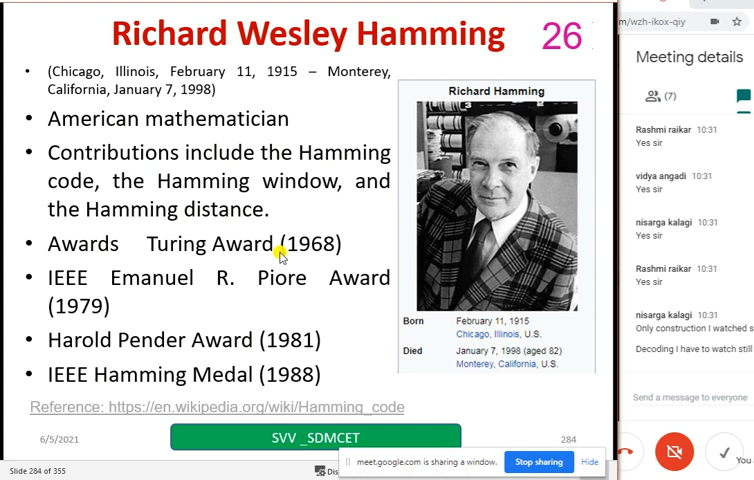 Richard Wesley Hamming 26
• (Chicago, Illinois, February 11, 1915 – Monterey,
California, January 7, 1998)
• American mathematician
• Contributions include the Hamming
code, the Hamming window, and
the Hamming distance.
• Awards Turing Award (1968)
• IEEE Emanuel R. Piore Award
(1979)
• Harold Pender Award (1981)
• IEEE Hamming Medal (1988)
Reference: https://en.wikipedia.org/wiki/Hamming_code
Richard Hamming
Born February 11, 1915
Chicago, Illinois, U.S.
Died January 7, 1998 (aged 82)
Monterey, California, U.S.
6/5/2021 SVV _SDMCET 284
Slide 284 of 355
meet.google.com is sharing a window. Stop sharing Hide
m/wzh-ikox-qiy
Meeting details
(7)
Rashmi raikar 10:31
Yes sir
vidya angadi 10:31
Yes sir
nisarga kalagi 10:31
Yes sir
Rashmi raikar 10:31
Yes sir
nisarga kalagi 10:31
Only construction I watched s
Decoding I have to watch still
Send a message to everyone
You